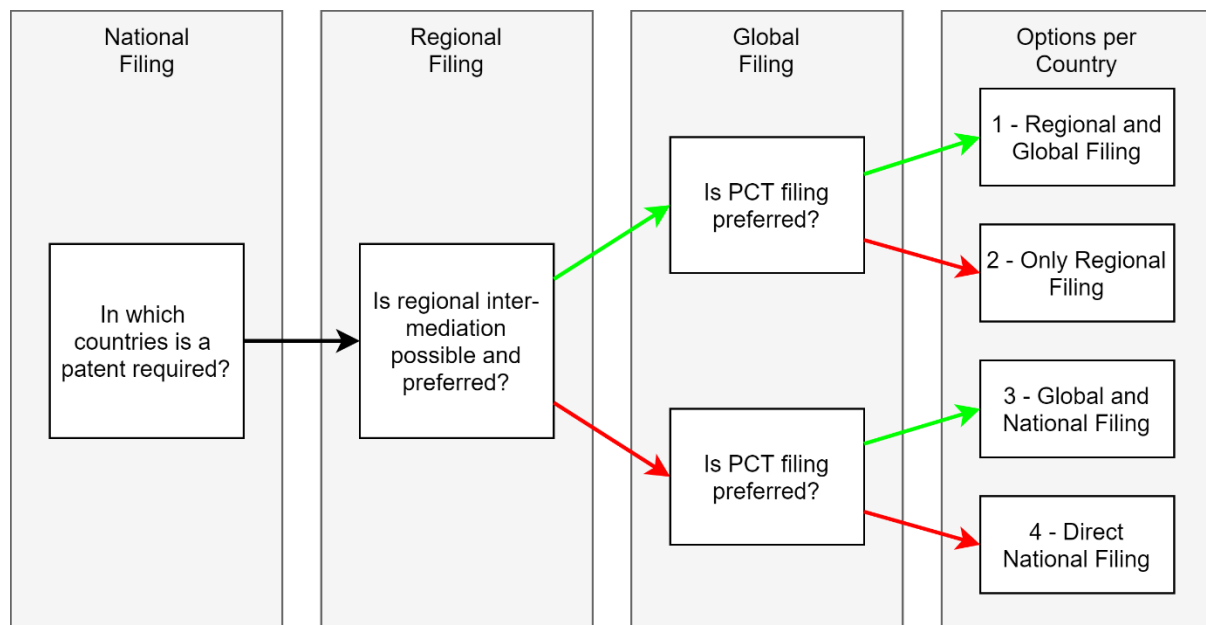 National
Filing
Regional
Filing
Global
Filing
Options per
Country
In which
countries is a
patent required?
Is regional inter-
mediation
possible and
preferred?
Is PCT filing
preferred?
Is PCT filing
preferred?
1 - Regional and
Global Filing
2 - Only Regional
Filing
3 - Global and
National Filing
4 - Direct
National Filing